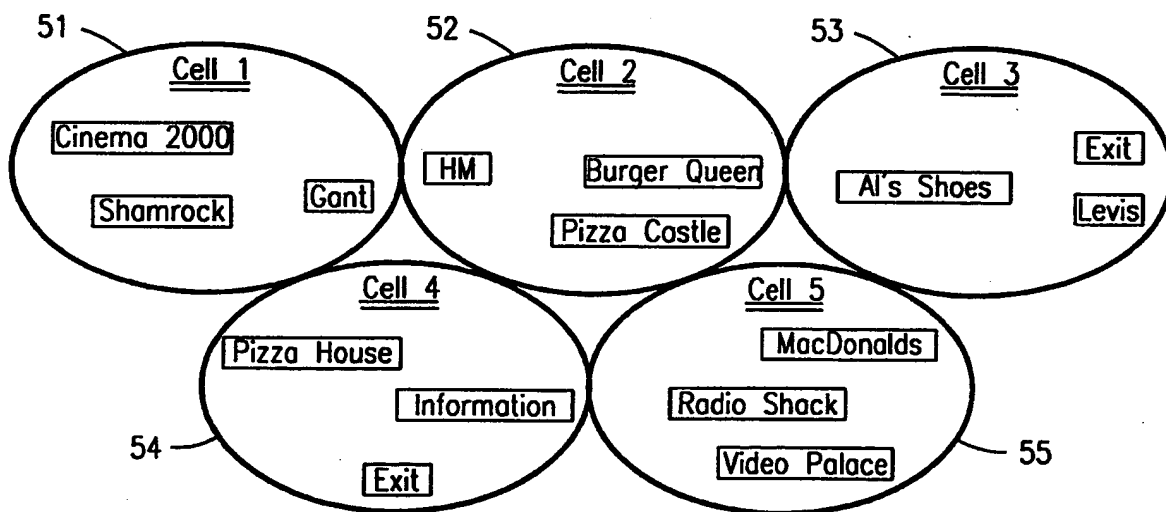 51
Cell 1
Cinema 2000
Shamrock
Gant
52
Cell 2
HM
Burger Queen
Pizza Castle
53
Cell 3
Exit
Al's Shoes
Levis
54
Cell 4
Pizza House
Information
Exit
55
Cell 5
MacDonalds
Radio Shack
Video Palace